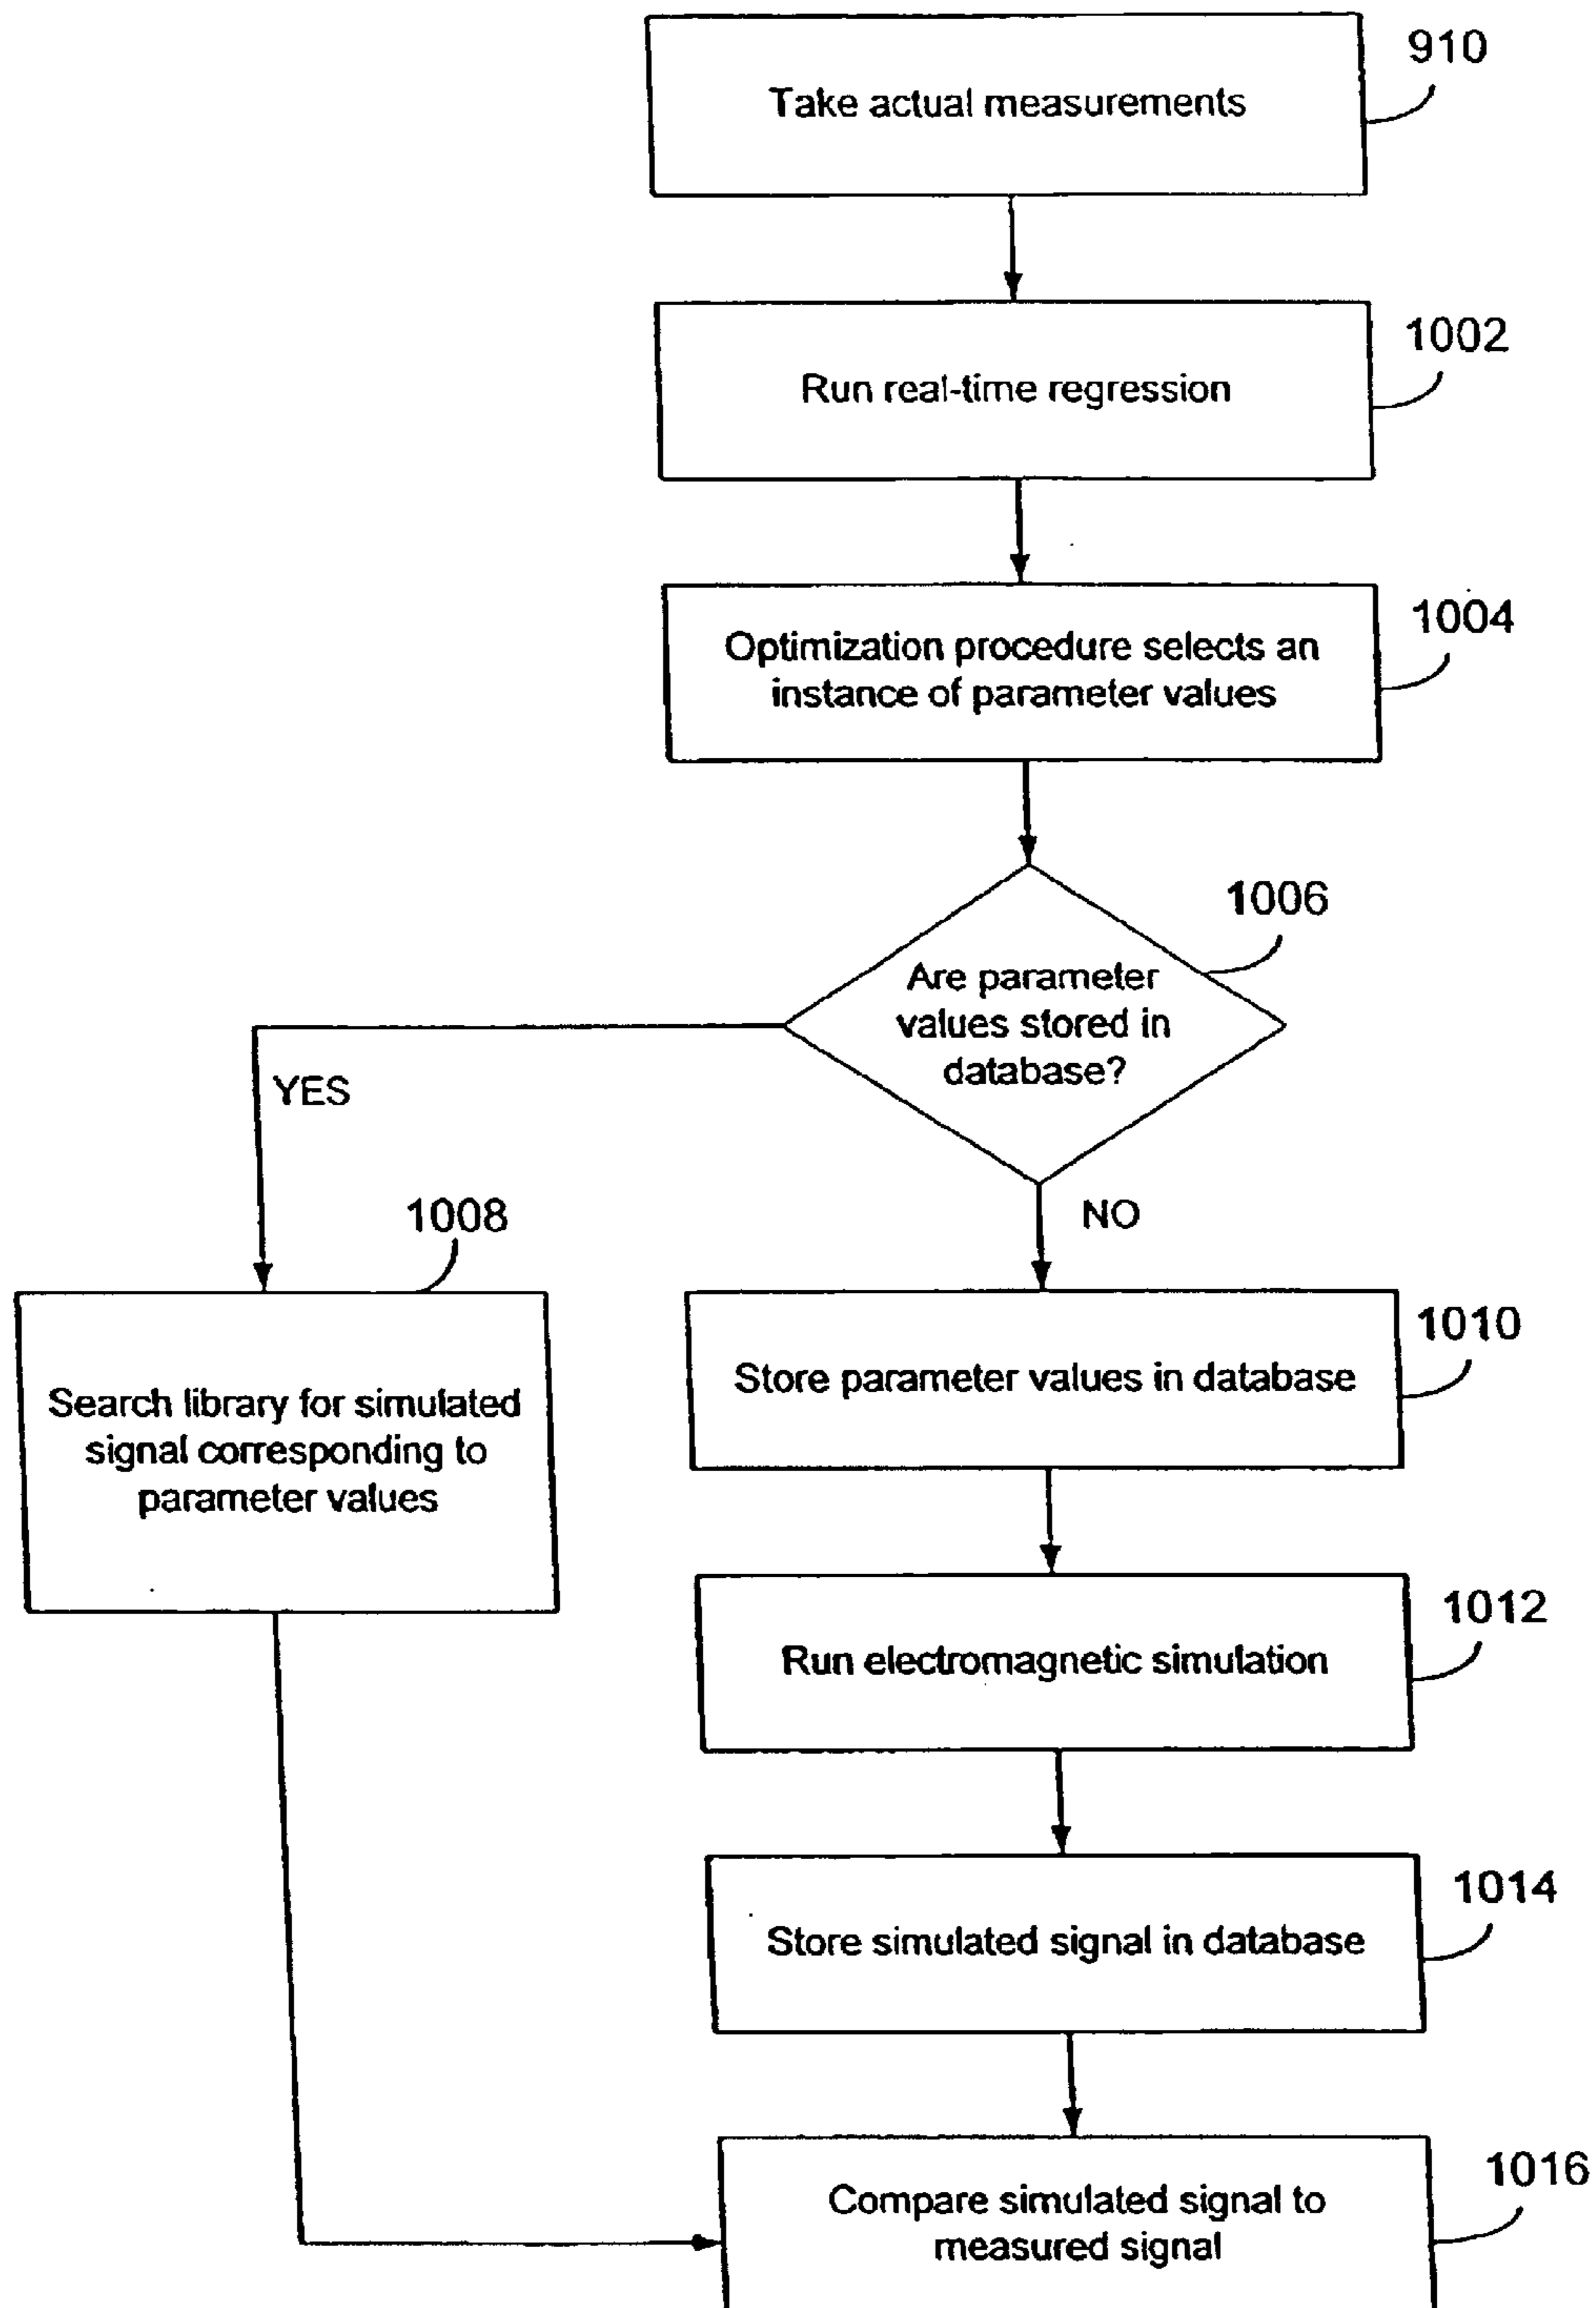 910
Take actual measurements
1002
Run real-time regression
1004
Optimization procedure selects an
instance of parameter values
1006
Are parameter
values stored in
database?
YES
NO
1008
Search library for simulated
signal corresponding to
parameter values
1010
Store parameter values in database
1012
Run electromagnetic simulation
1014
Store simulated signal in database
1016
Compare simulated signal to
measured signal